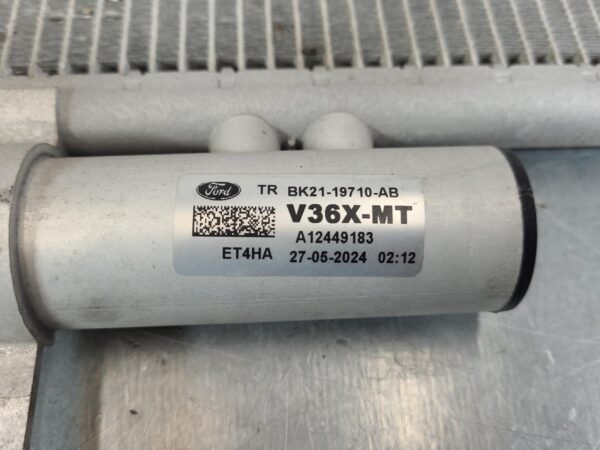 Ford TR BK21-19710-AB
V36X-MT
A12449183
ET4HA 27-05-2024 02:12